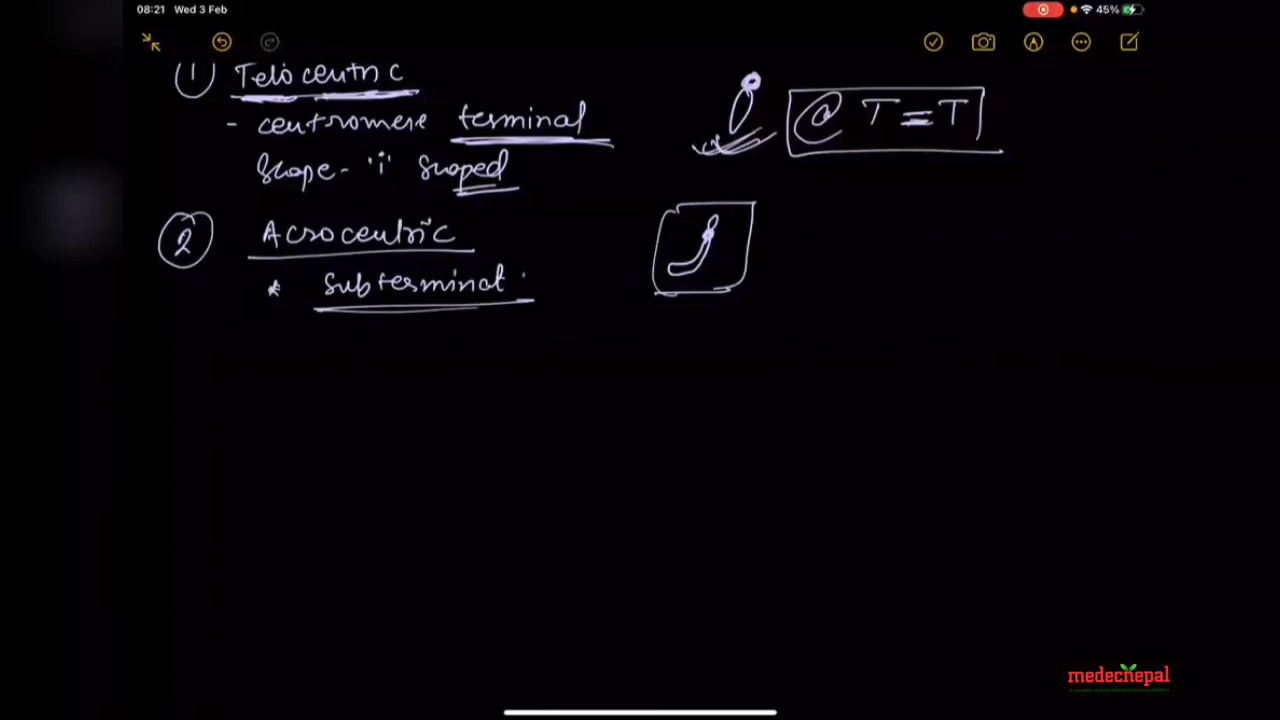 08:21 Wed 3 Feb
45%
① Telocentric
- centromere terminal
@ T = T
Shape - 'i' shaped
② Acrocentric
* Subterminal
medecnepal